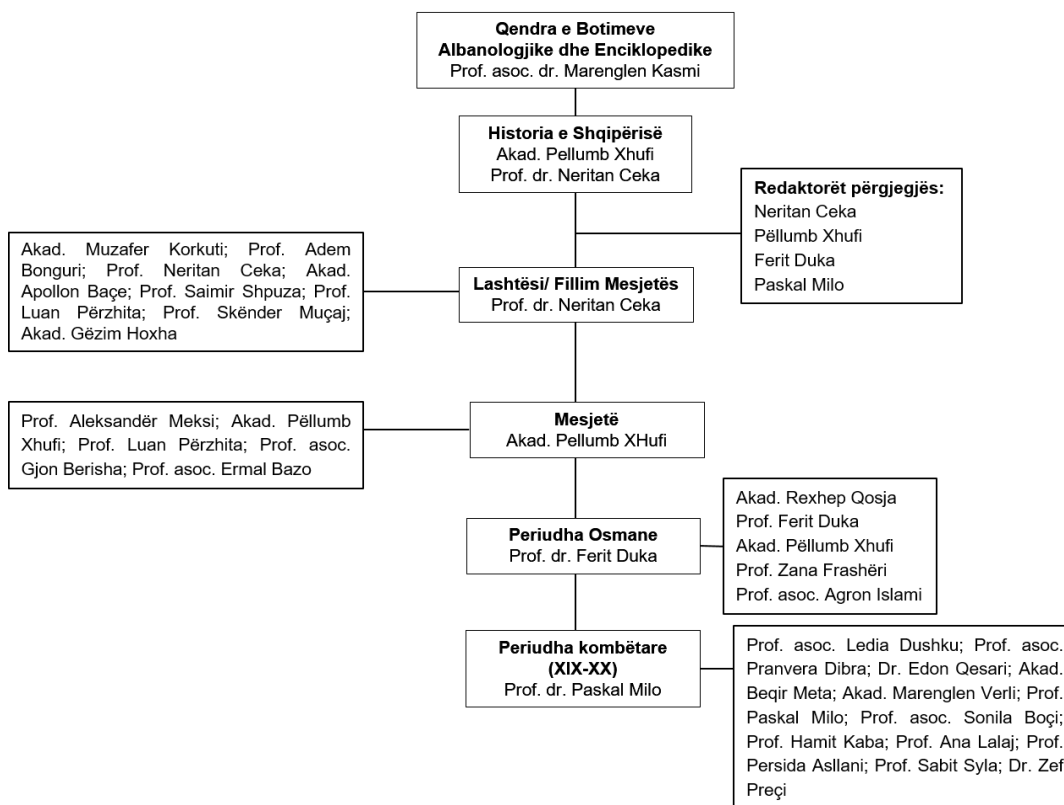 Qendra e Botimeve
Albanologjike dhe Enciklopedike
Prof. asoc. dr. Marenglen Kasmi
Historia e Shqipërisë
Akad. Pellumb Xhufi
Prof. dr. Neritan Ceka
Redaktorët përgjegjës:
Neritan Ceka
Pëllumb Xhufi
Ferit Duka
Paskal Milo
Akad. Muzafer Korkuti; Prof. Adem
Bonguri; Prof. Neritan Ceka; Akad.
Apollon Baçe; Prof. Saimir Shpuza; Prof.
Luan Përzhita; Prof. Skënder Muçaj;
Akad. Gëzim Hoxha
Lashtësi/ Fillim Mesjetës
Prof. dr. Neritan Ceka
Prof. Aleksandër Meksi; Akad. Pëllumb
Xhufi; Prof. Luan Përzhita; Prof. asoc.
Gjon Berisha; Prof. asoc. Ermal Bazo
Mesjetë
Akad. Pellumb XHufi
Periudha Osmane
Prof. dr. Ferit Duka
Akad. Rexhep Qosja
Prof. Ferit Duka
Akad. Pëllumb Xhufi
Prof. Zana Frashëri
Prof. asoc. Agron Islami
Periudha kombëtare
(XIX-XX)
Prof. dr. Paskal Milo
Prof. asoc. Ledia Dushku; Prof. asoc.
Pranvera Dibra; Dr. Edon Qesari; Akad.
Beqir Meta; Akad. Marenglen Verli; Prof.
Paskal Milo; Prof. asoc. Sonila Boçi;
Prof. Hamit Kaba; Prof. Ana Lalaj; Prof.
Persida Asllani; Prof. Sabit Syla; Dr. Zef
Preçi